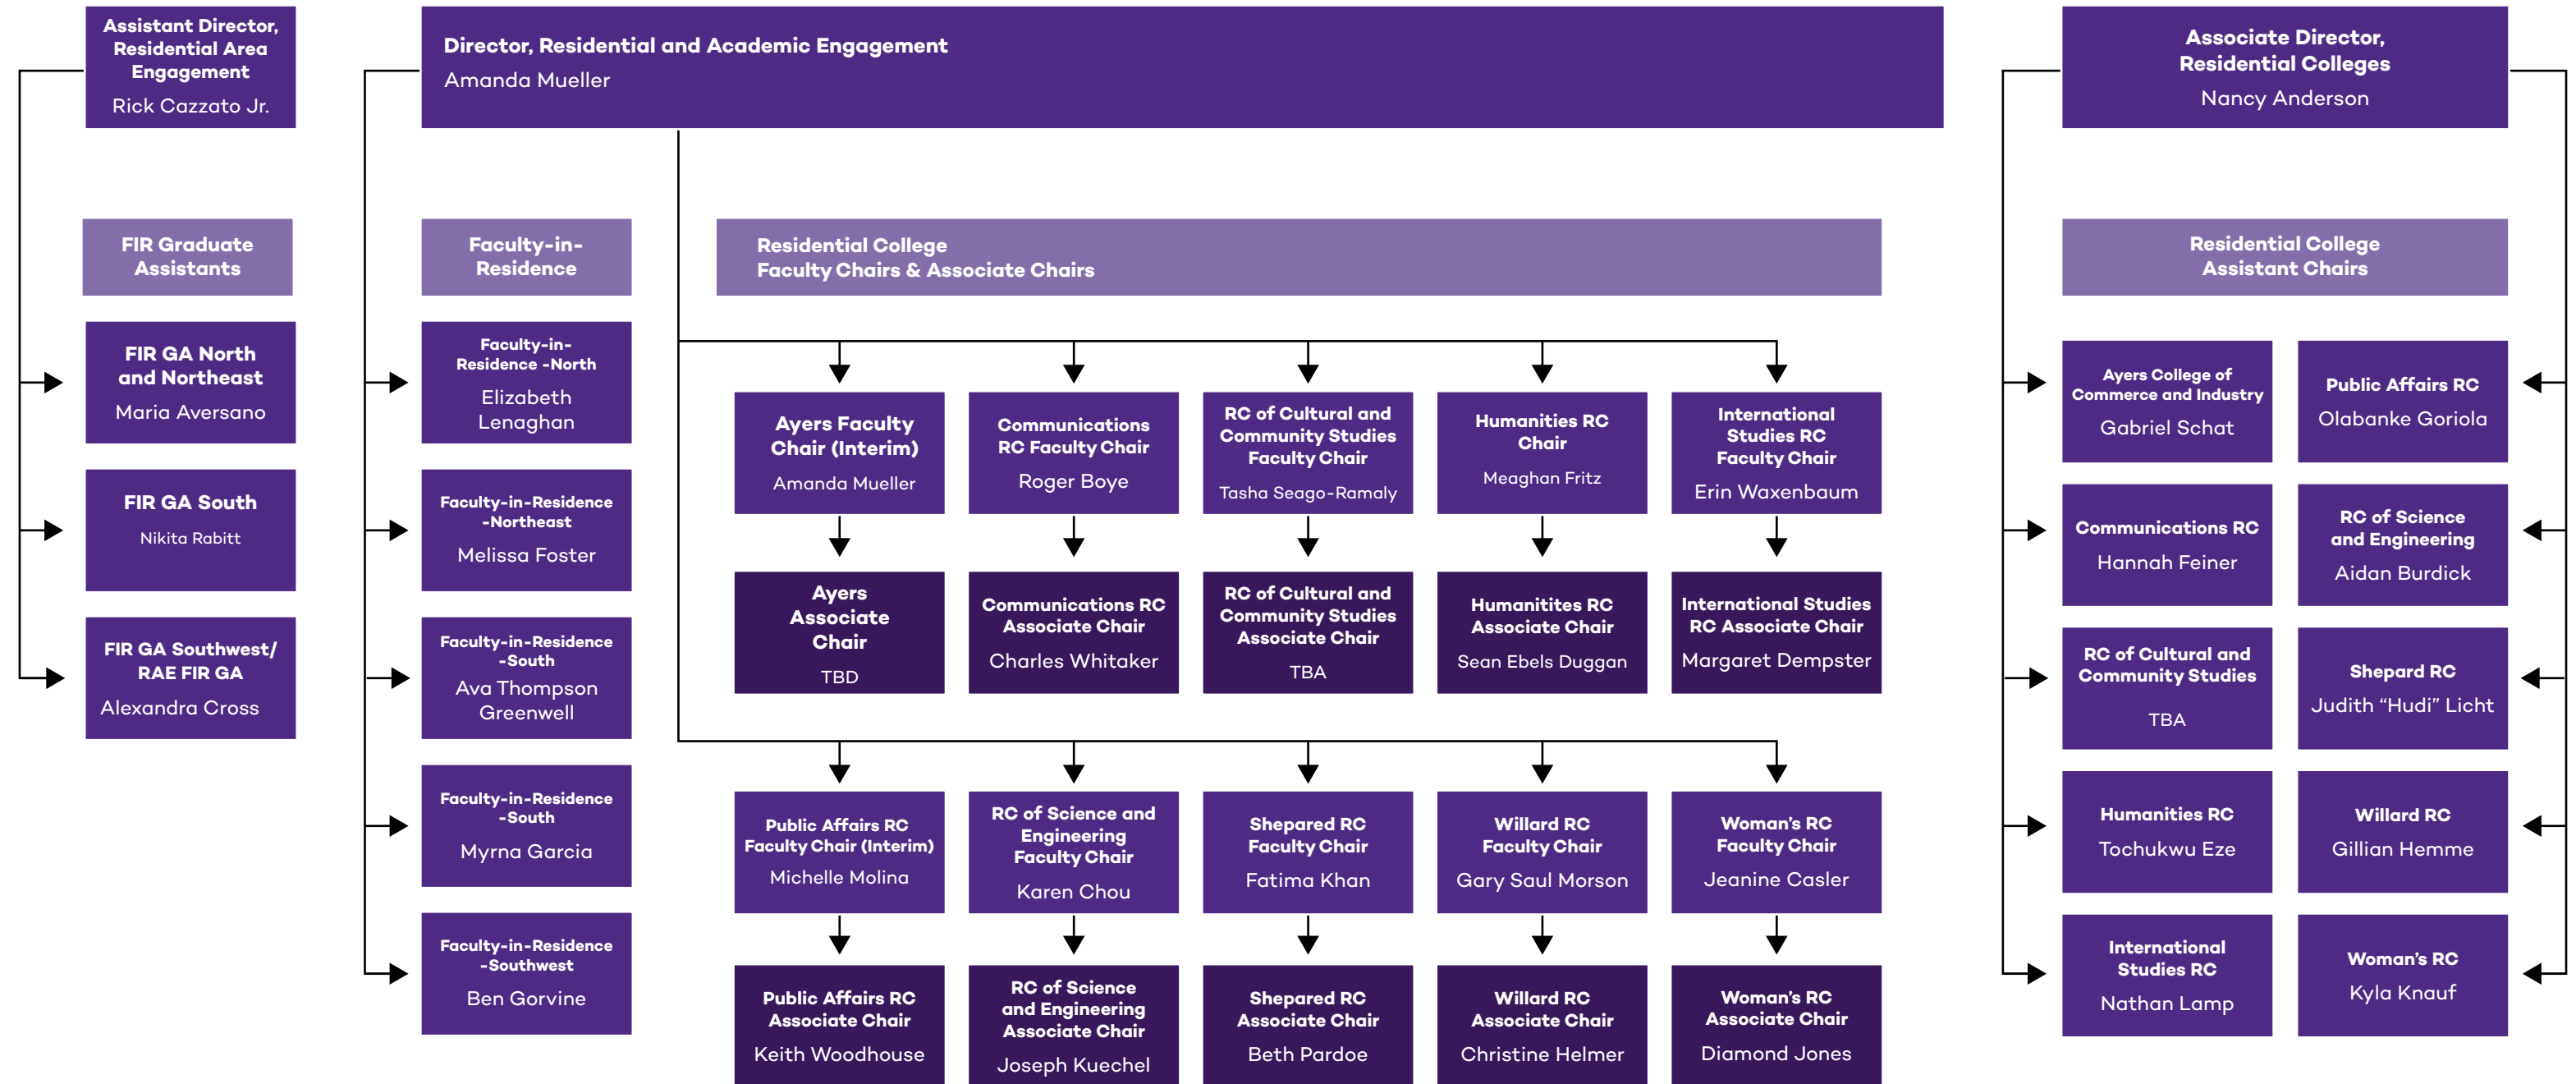 Assistant Director,
Residential Area
Engagement
Rick Cazzato Jr.
Director, Residential and Academic Engagement
Amanda Mueller
Associate Director,
Residential Colleges
Nancy Anderson
FIR Graduate
Assistants
FIR GA North
and Northeast
Maria Aversano
FIR GA South
Nikita Rabitt
FIR GA Southwest/
RAE FIR GA
Alexandra Cross
Faculty-in-
Residence
Faculty-in-
Residence -North
Elizabeth
Lenaghan
Faculty-in-Residence
-Northeast
Melissa Foster
Faculty-in-Residence
-South
Ava Thompson
Greenwell
Faculty-in-Residence
-South
Myrna Garcia
Faculty-in-Residence
-Southwest
Ben Gorvine
Residential College
Faculty Chairs & Associate Chairs
Ayers Faculty
Chair (Interim)
Amanda Mueller
Communications
RC Faculty Chair
Roger Boye
RC of Cultural and
Community Studies
Faculty Chair
Tasha Seago-Ramaly
Humanities RC
Chair
Meaghan Fritz
International
Studies RC
Faculty Chair
Erin Waxenbaum
Ayers
Associate
Chair
TBD
Communications RC
Associate Chair
Charles Whitaker
RC of Cultural and
Community Studies
Associate Chair
TBA
Humanitites RC
Associate Chair
Sean Ebels Duggan
International Studies
RC Associate Chair
Margaret Dempster
Public Affairs RC
Faculty Chair (Interim)
Michelle Molina
RC of Science and
Engineering
Faculty Chair
Karen Chou
Shepared RC
Faculty Chair
Fatima Khan
Willard RC
Faculty Chair
Gary Saul Morson
Woman's RC
Faculty Chair
Jeanine Casler
Public Affairs RC
Associate Chair
Keith Woodhouse
RC of Science
and Engineering
Associate Chair
Joseph Kuechel
Shepared RC
Associate Chair
Beth Pardoe
Willard RC
Associate Chair
Christine Helmer
Woman's RC
Associate Chair
Diamond Jones
Residential College
Assistant Chairs
Ayers College of
Commerce and Industry
Gabriel Schat
Public Affairs RC
Olabanke Goriola
Communications RC
Hannah Feiner
RC of Science
and Engineering
Aidan Burdick
RC of Cultural and
Community Studies
TBA
Shepard RC
Judith “Hudi” Licht
Humanities RC
Tochukwu Eze
Willard RC
Gillian Hemme
International
Studies RC
Nathan Lamp
Woman's RC
Kyla Knauf